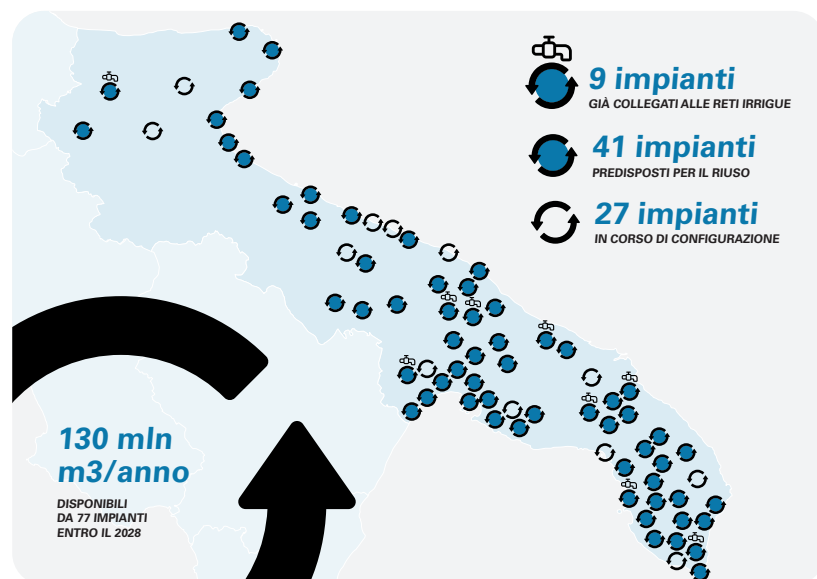 9 impianti
GIÀ COLLEGATI ALLE RETI IRRIGUE
41 impianti
PREDISPOSTI PER IL RIUSO
27 impianti
IN CORSO DI CONFIGURAZIONE
130 mln
m3/anno
DISPONIBILI
DA 77 IMPIANTI
ENTRO IL 2028